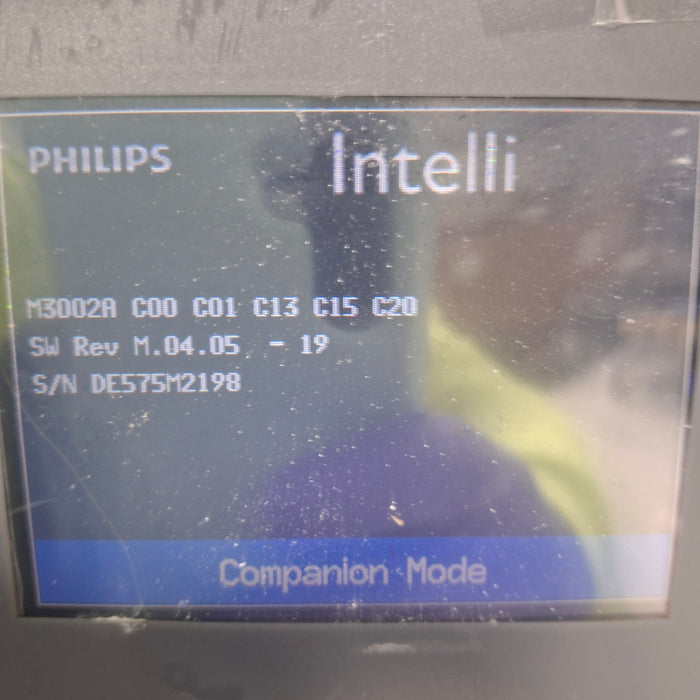 PHILIPS
Intelli
M3002A C00 C01 C13 C15 C20
SW Rev M.04.05 - 19
S/N DE575M2198
Companion Mode